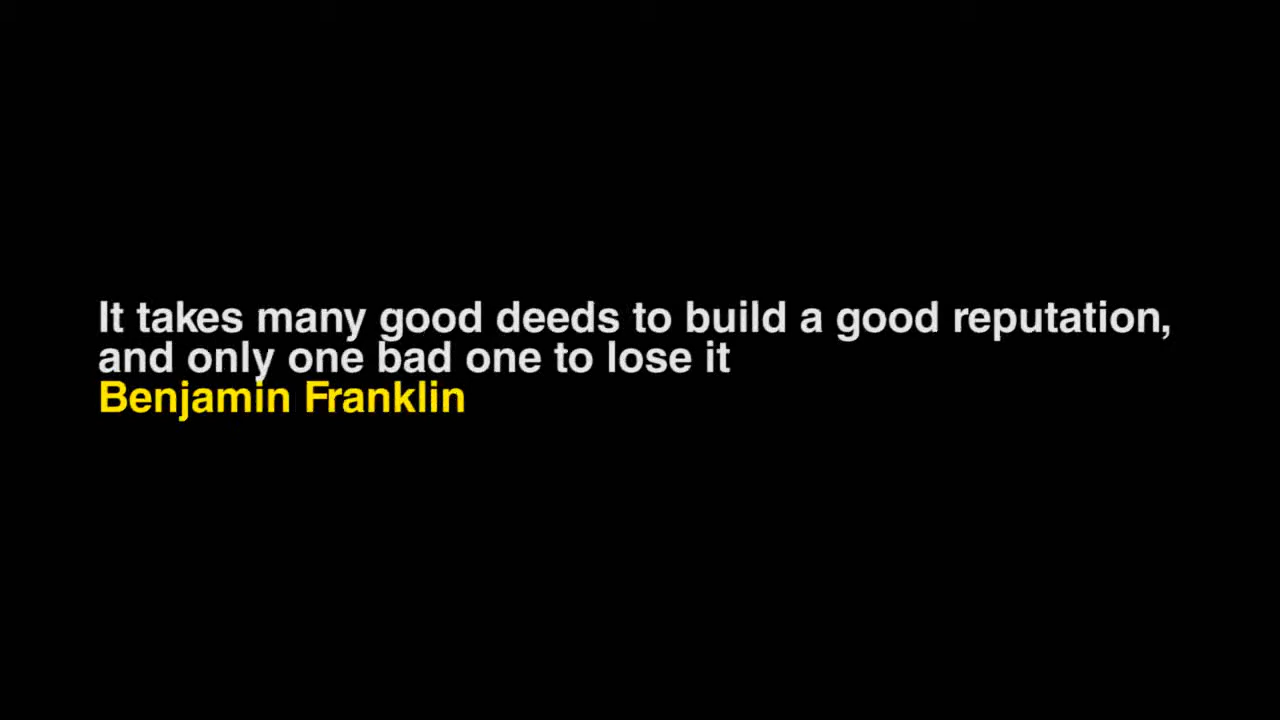 It takes many good deeds to build a good reputation,
and only one bad one to lose it
Benjamin Franklin